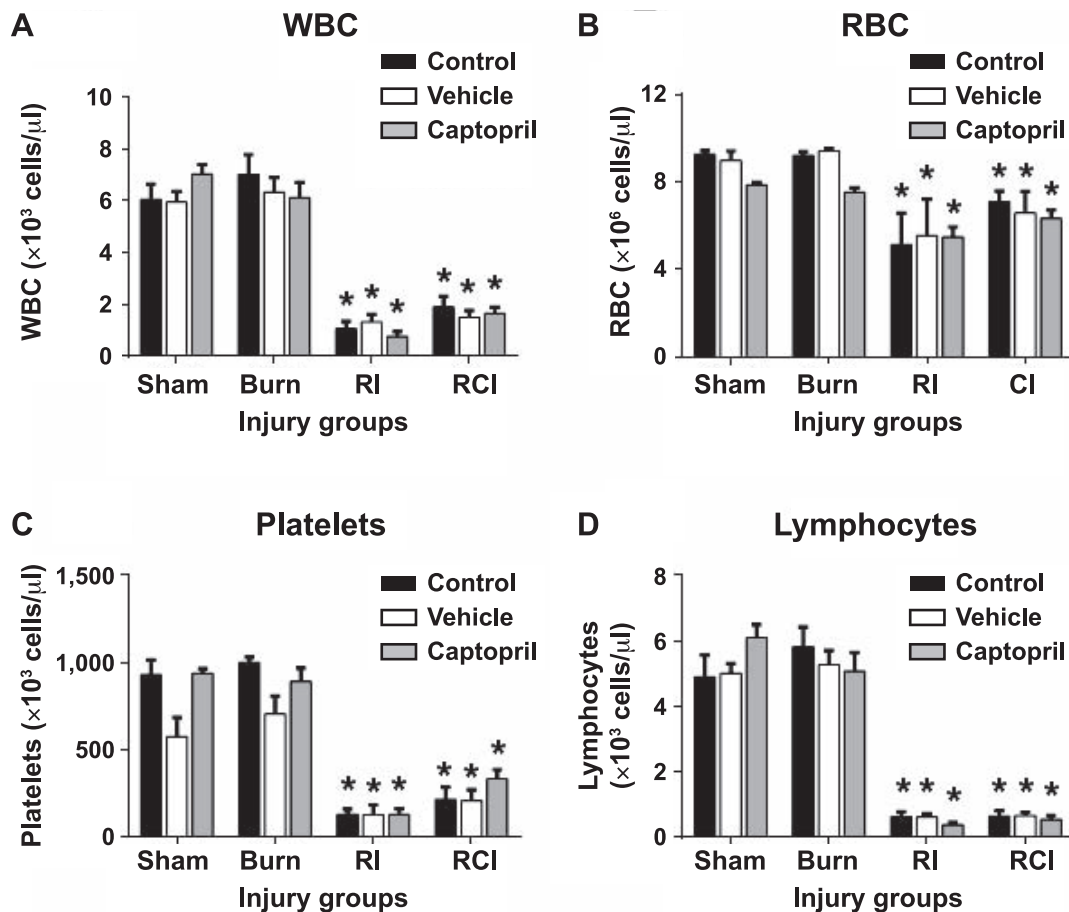 A
WBC
Control
Vehicle
Captopril
WBC (×10³ cells/µl)
10
8
6
4
2
0
* * *
* * *
Sham Burn RI RCI
Injury groups
B
RBC
Control
Vehicle
Captopril
RBC (×10⁶ cells/µl)
12
8
4
0
* * *
* * *
Sham Burn RI CI
Injury groups
C
Platelets
Control
Vehicle
Captopril
Platelets (×10³ cells/µl)
1,500
1,000
500
0
* * *
* * *
Sham Burn RI RCI
Injury groups
D
Lymphocytes
Control
Vehicle
Captopril
Lymphocytes
(×10³ cells/µl)
8
6
4
2
0
* * *
* * *
Sham Burn RI RCI
Injury groups